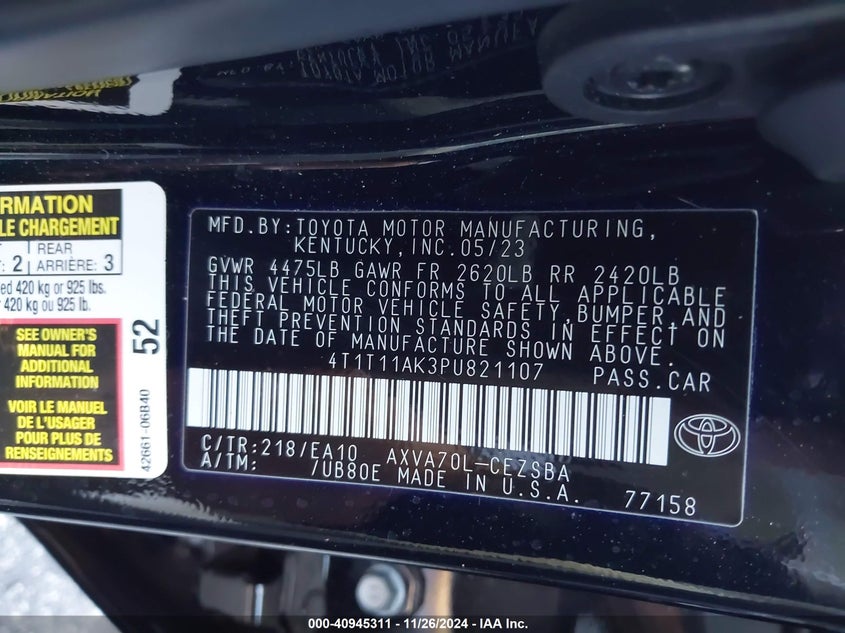 RMATION
LE CHARGEMENT
2
REAR
ARRIÈRE: 3
ed 420 kg or 925 lbs.
420 kg ou 925 lb.
SEE OWNER'S
MANUAL FOR
ADDITIONAL
INFORMATION
VOIR LE MANUEL
DE L'USAGER
POUR PLUS DE
RENSEIGNEMENTS
52
42661-06B40
MFD.BY:TOYOTA MOTOR MANUFACTURING,
KENTUCKY,INC.05/23
GVWR 4475LB GAWR FR 2620LB RR 2420LB
THIS VEHICLE CONFORMS TO ALL APPLICABLE
FEDERAL MOTOR VEHICLE SAFETY,BUMPER,AND
THEFT PREVENTION STANDARDS IN EFFECT ON
THE DATE OF MANUFACTURE SHOWN ABOVE.
4T1T11AK3PU821107 PASS.CAR
C/TR:218/EA10 AXVA70L-CEZSBA
A/TM: /UB80E MADE IN U.S.A. 77158
000-40945311 - 11/26/2024 - IAA Inc.